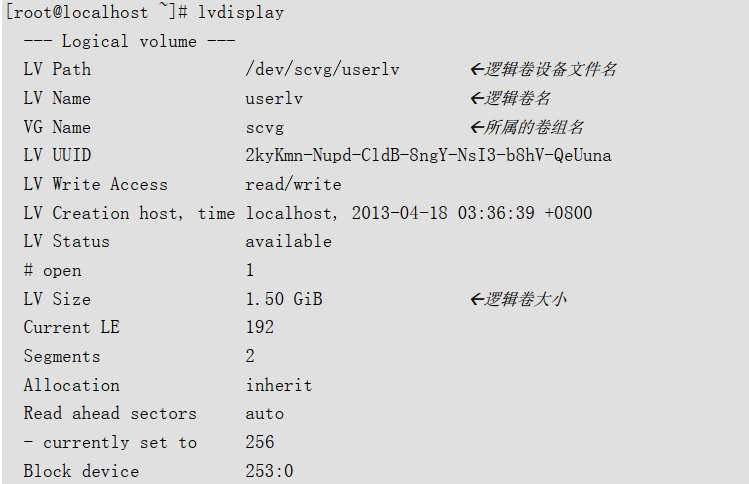 [root@localhost ~]# lvdisplay
--- Logical volume ---
LV Path /dev/scvg/userlv ←逻辑卷设备文件名
LV Name userlv ←逻辑卷名
VG Name scvg ←所属的卷组名
LV UUID 2kyKmn-Nupd-CldB-8ngY-NsI3-b8hV-QeUuna
LV Write Access read/write
LV Creation host, time localhost, 2013-04-18 03:36:39 +0800
LV Status available
# open 1
LV Size 1.50 GiB ←逻辑卷大小
Current LE 192
Segments 2
Allocation inherit
Read ahead sectors auto
- currently set to 256
Block device 253:0